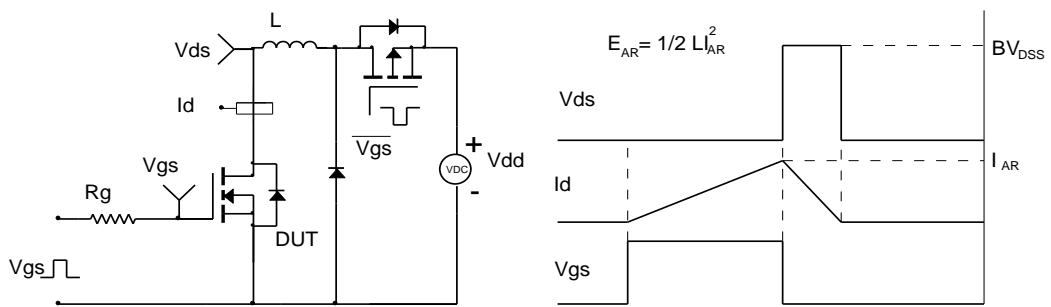 L
Vds
Id
Vgs
Rg
DUT
Vgs
Vgs
VDC
+
-
Vdd
E_AR= 1/2 LI_AR^2
BV_DSS
Vds
I_AR
Id
Vgs